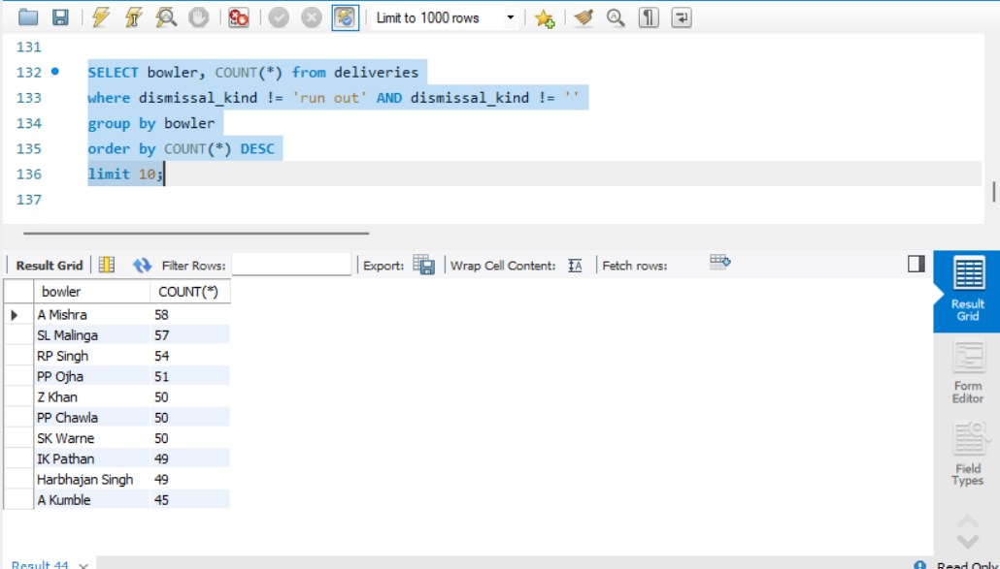 Limit to 1000 rows
131
132 SELECT bowler, COUNT(*) from deliveries
133 where dismissal_kind != 'run out' AND dismissal_kind != ''
134 group by bowler
135 order by COUNT(*) DESC
136 limit 10;
137
Result Grid Filter Rows: Export: Wrap Cell Content: Fetch rows:
bowler COUNT(*)
A Mishra 58
SL Malinga 57
RP Singh 54
PP Ojha 51
Z Khan 50
PP Chawla 50
SK Warne 50
IK Pathan 49
Harbhajan Singh 49
A Kumble 45
Result
Grid
Form
Editor
Field
Types
Result 44 Read Only